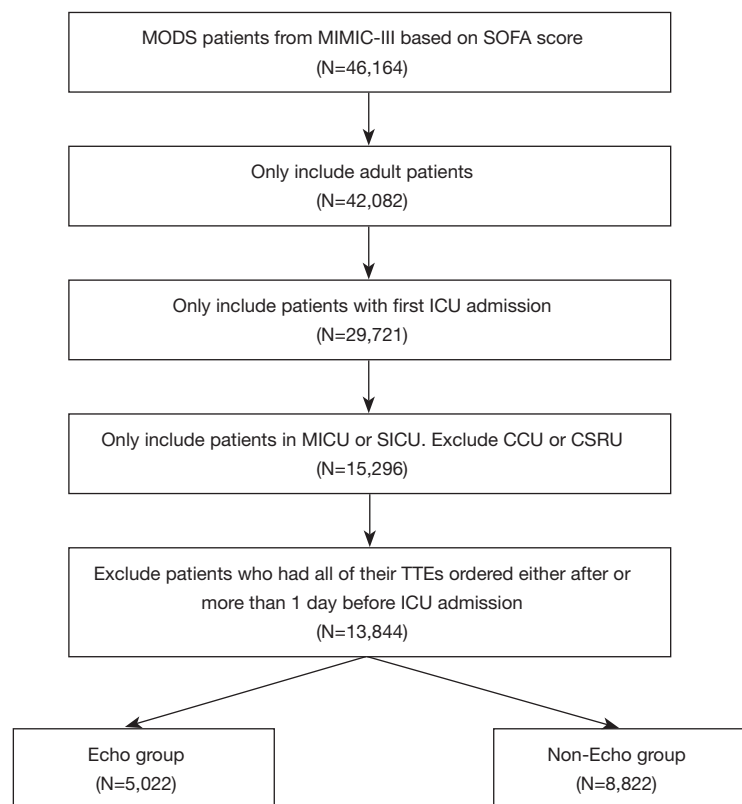 MODS patients from MIMIC-III based on SOFA score
(N=46,164)
Only include adult patients
(N=42,082)
Only include patients with first ICU admission
(N=29,721)
Only include patients in MICU or SICU. Exclude CCU or CSRU
(N=15,296)
Exclude patients who had all of their TTEs ordered either after or
more than 1 day before ICU admission
(N=13,844)
Echo group
(N=5,022)
Non-Echo group
(N=8,822)